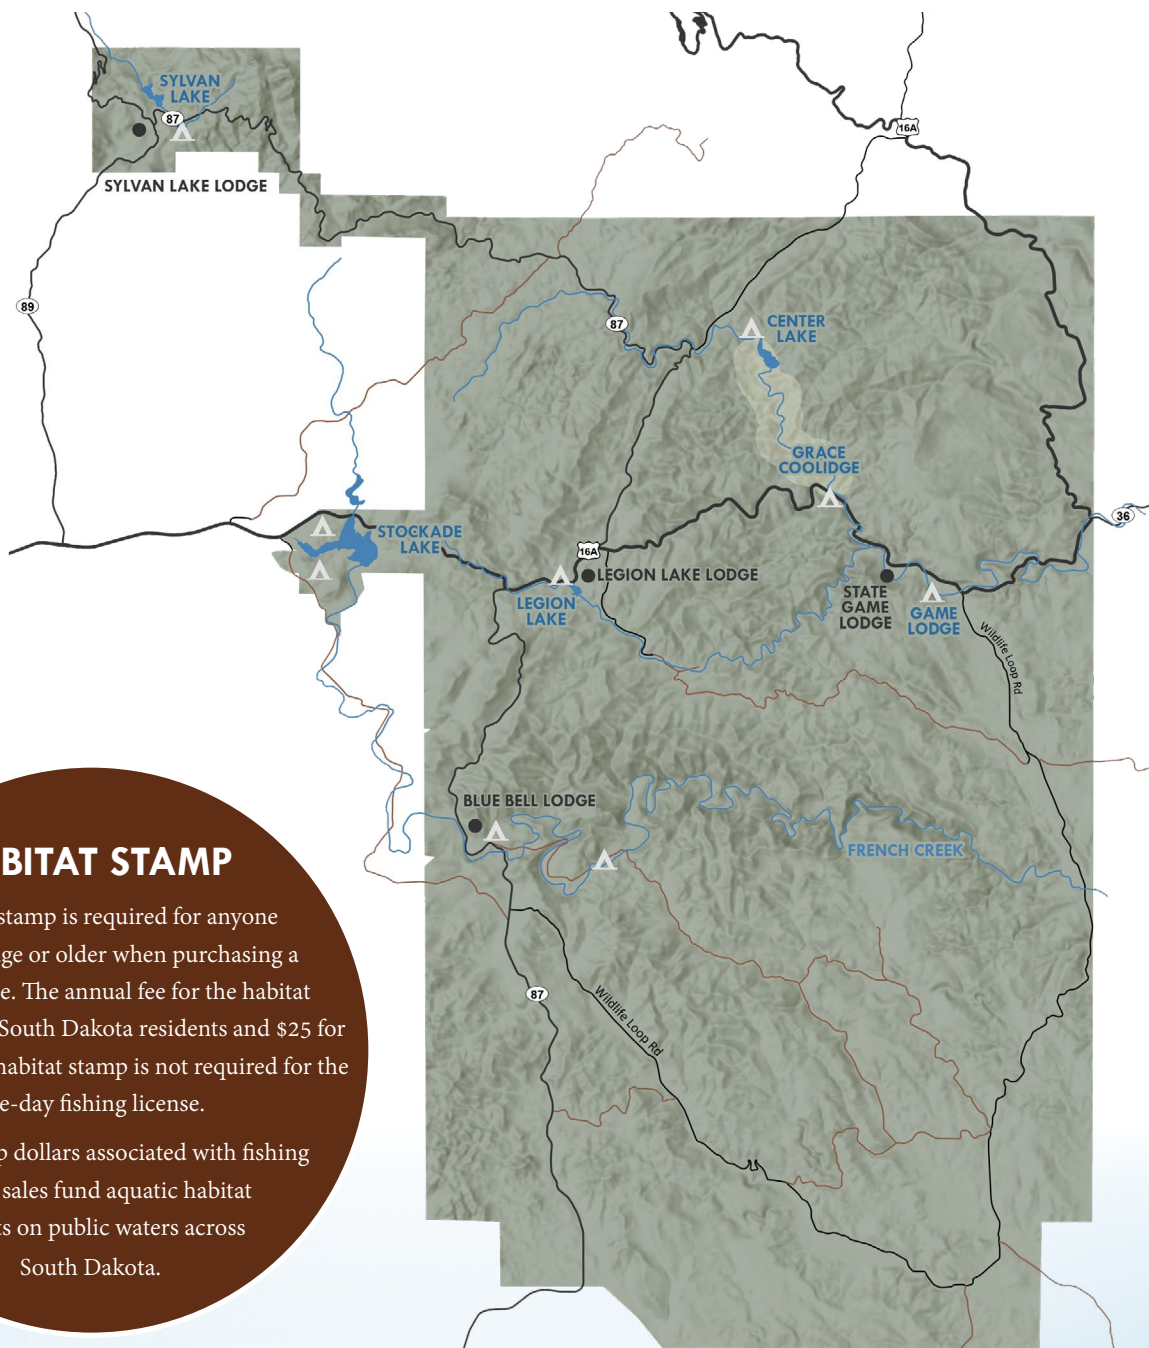 SYLVAN
LAKE
87
SYLVAN LAKE LODGE
16A
89
87
CENTER
LAKE
GRACE
COOLIDGE
36
STOCKADE
LAKE
16A
LEGION LAKE LODGE
LEGION
LAKE
STATE
GAME
LODGE
GAME
LODGE
Wildlife Loop Rd
BLUE BELL LODGE
FRENCH CREEK
87
Wildlife Loop Rd
BITAT STAMP
stamp is required for anyone
ge or older when purchasing a
e. The annual fee for the habitat
South Dakota residents and $25 for
habitat stamp is not required for the
e-day fishing license.
p dollars associated with fishing
sales fund aquatic habitat
ts on public waters across
South Dakota.